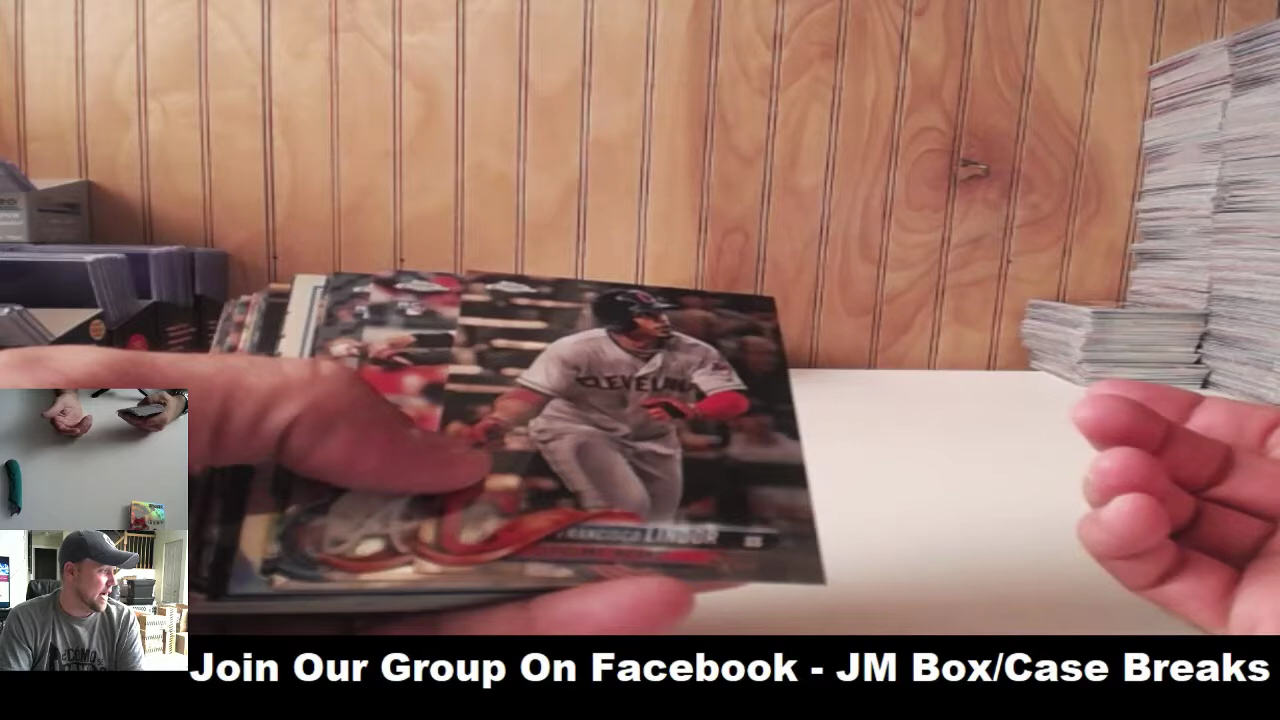 CLEVELAND
FRANCISCO LINDOR
Join Our Group On Facebook - JM Box/Case Breaks